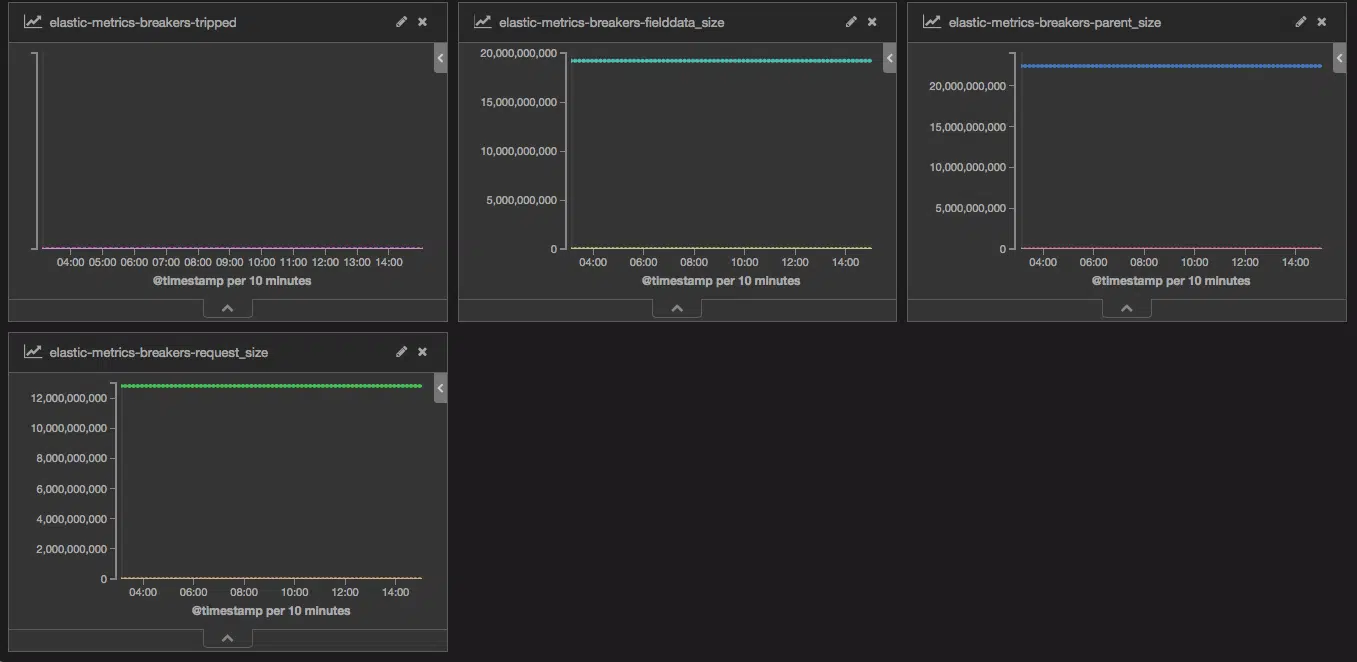 elastic-metrics-breakers-tripped
04:00 05:00 06:00 07:00 08:00 09:00 10:00 11:00 12:00 13:00 14:00
@timestamp per 10 minutes
elastic-metrics-breakers-fielddata_size
20,000,000,000
15,000,000,000
10,000,000,000
5,000,000,000
0
04:00 06:00 08:00 10:00 12:00 14:00
@timestamp per 10 minutes
elastic-metrics-breakers-parent_size
20,000,000,000
15,000,000,000
10,000,000,000
5,000,000,000
0
04:00 06:00 08:00 10:00 12:00 14:00
@timestamp per 10 minutes
elastic-metrics-breakers-request_size
12,000,000,000
10,000,000,000
8,000,000,000
6,000,000,000
4,000,000,000
2,000,000,000
0
04:00 06:00 08:00 10:00 12:00 14:00
@timestamp per 10 minutes